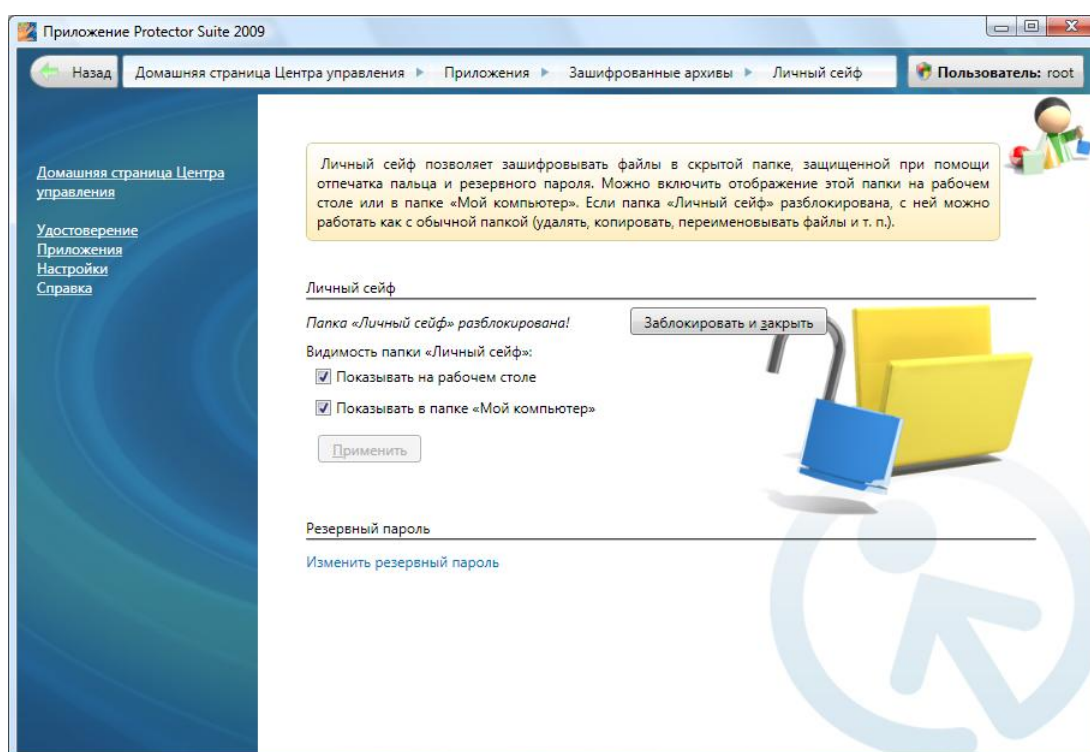 Приложение Protector Suite 2009
Назад
Домашняя страница Центра управления
Приложения
Зашифрованные архивы
Личный сейф
Пользователь: root
Домашняя страница Центра
управления
Удостоверение
Приложения
Настройки
Справка
Личный сейф позволяет зашифровывать файлы в скрытой папке, защищенной при помощи
отпечатка пальца и резервного пароля. Можно включить отображение этой папки на рабочем
столе или в папке «Мой компьютер». Если папка «Личный сейф» разблокирована, с ней можно
работать как с обычной папкой (удалять, копировать, переименовывать файлы и т. п.).
Личный сейф
Папка «Личный сейф» разблокирована!
Заблокировать и закрыть
Видимость папки «Личный сейф»:
Показывать на рабочем столе
Показывать в папке «Мой компьютер»
Применить
Резервный пароль
Изменить резервный пароль